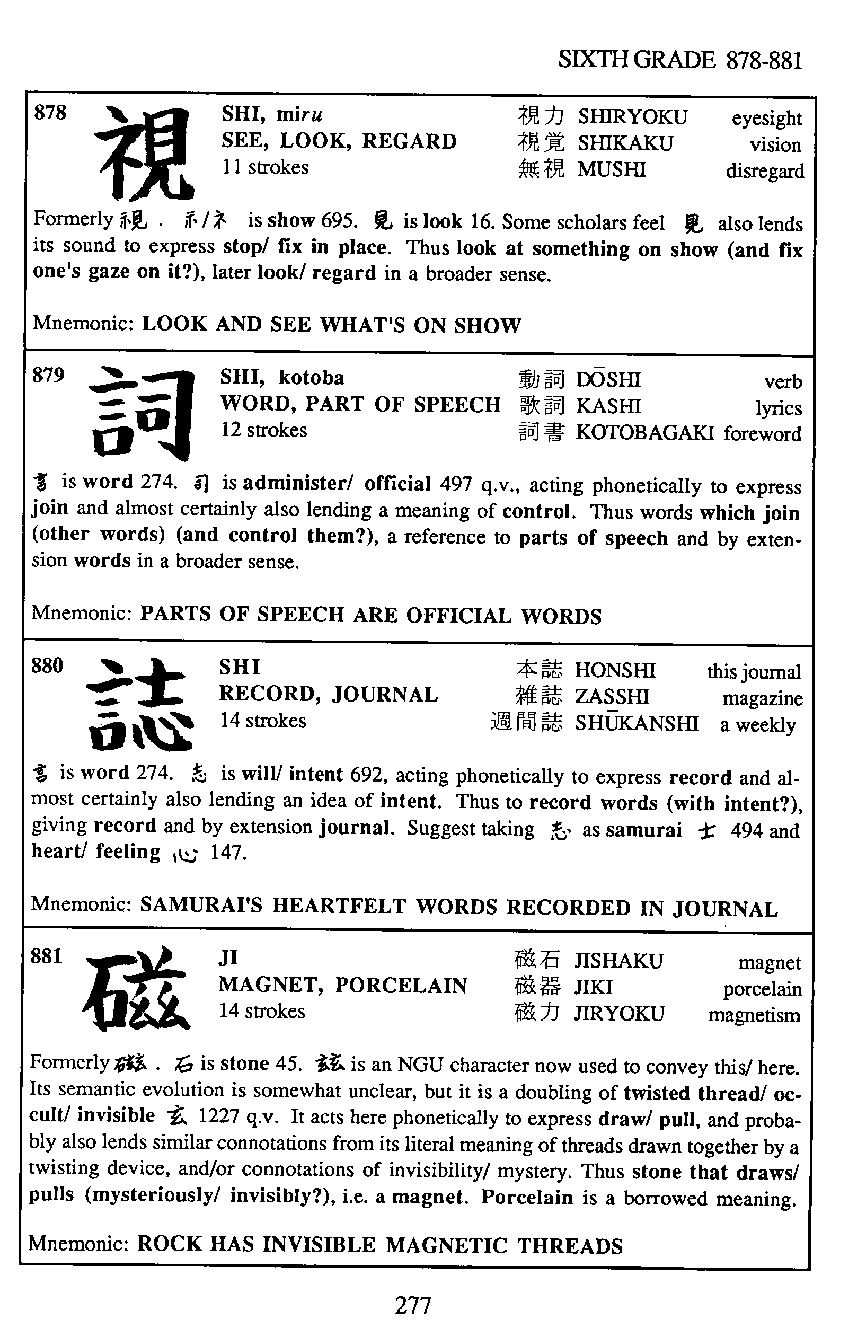 SIXTH GRADE 878-881
878
視
SHI, miru
SEE, LOOK, REGARD
11 strokes
視力 SHIRYOKU eyesight
視覚 SHIKAKU vision
無視 MUSHI disregard
Formerly 視 . 示/ネ is show 695. 見 is look 16. Some scholars feel 見 also lends
its sound to express stop/ fix in place. Thus look at something on show (and fix
one's gaze on it?), later look/ regard in a broader sense.
Mnemonic: LOOK AND SEE WHAT'S ON SHOW
879
詞
SHI, kotoba
WORD, PART OF SPEECH
12 strokes
動詞 DŌSHI verb
歌詞 KASHI lyrics
詞書 KOTOBAGAKI foreword
言 is word 274. 司 is administer/ official 497 q.v., acting phonetically to express
join and almost certainly also lending a meaning of control. Thus words which join
(other words) (and control them?), a reference to parts of speech and by exten-
sion words in a broader sense.
Mnemonic: PARTS OF SPEECH ARE OFFICIAL WORDS
880
誌
SHI
RECORD, JOURNAL
14 strokes
本誌 HONSHI this journal
雑誌 ZASSHI magazine
週間誌 SHŪKANSHI a weekly
言 is word 274. 志 is will/ intent 692, acting phonetically to express record and al-
most certainly also lending an idea of intent. Thus to record words (with intent?),
giving record and by extension journal. Suggest taking 志 as samurai 士 494 and
heart/ feeling 心 147.
Mnemonic: SAMURAI'S HEARTFELT WORDS RECORDED IN JOURNAL
881
磁
JI
MAGNET, PORCELAIN
14 strokes
磁石 JISHAKU magnet
磁器 JIKI porcelain
磁力 JIRYOKU magnetism
Formerly 礠 . 石 is stone 45. 玆 is an NGU character now used to convey this/ here.
Its semantic evolution is somewhat unclear, but it is a doubling of twisted thread/ oc-
cult/ invisible 玄 1227 q.v. It acts here phonetically to express draw/ pull, and proba-
bly also lends similar connotations from its literal meaning of threads drawn together by a
twisting device, and/or connotations of invisibility/ mystery. Thus stone that draws/
pulls (mysteriously/ invisibly?), i.e. a magnet. Porcelain is a borrowed meaning.
Mnemonic: ROCK HAS INVISIBLE MAGNETIC THREADS
277